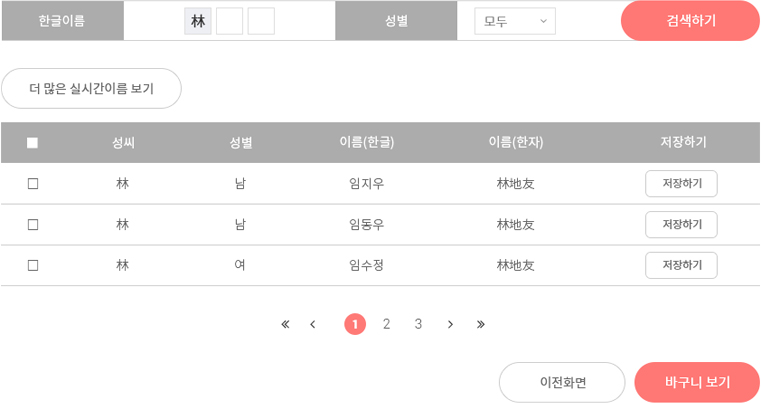 한글이름 林 성별 모두 검색하기
더 많은 실시간이름 보기
성씨 성별 이름(한글) 이름(한자) 저장하기
林 남 임지우 林地友 저장하기
林 남 임동우 林地友 저장하기
林 여 임수정 林地友 저장하기
« ‹ 1 2 3 › »
이전화면 바구니 보기